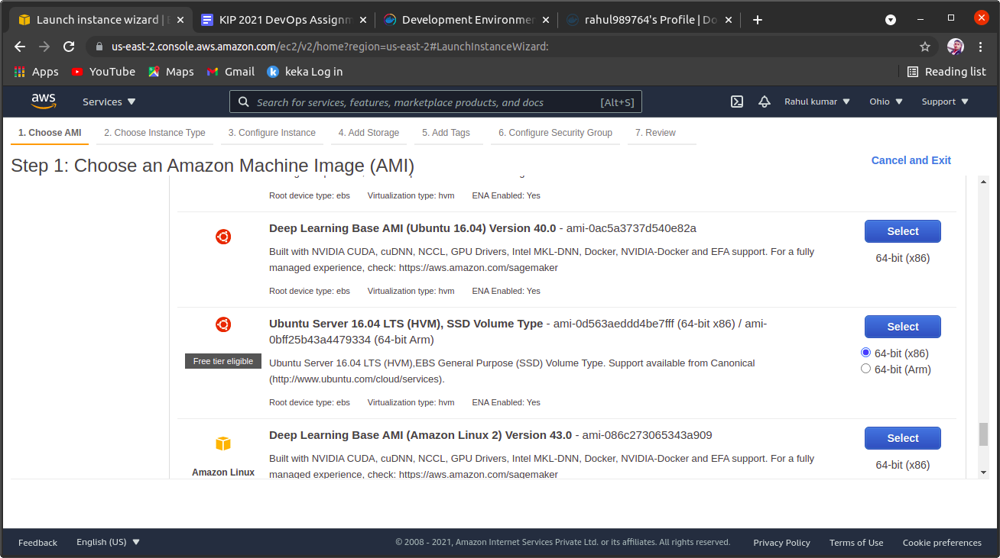 Launch instance wizard |
KIP 2021 DevOps Assignm
Development Environmen
rahul989764's Profile | Do
us-east-2.console.aws.amazon.com/ec2/v2/home?region=us-east-2#LaunchInstanceWizard:
Apps
YouTube
Maps
Gmail
k
keka Log in
Reading list
aws
Services
Search for services, features, marketplace products, and docs
[Alt+S]
Rahul kumar
Ohio
Support
1. Choose AMI
2. Choose Instance Type
3. Configure Instance
4. Add Storage
5. Add Tags
6. Configure Security Group
7. Review
Step 1: Choose an Amazon Machine Image (AMI)
Cancel and Exit
Root device type: ebs
Virtualization type: hvm
ENA Enabled: Yes
Deep Learning Base AMI (Ubuntu 16.04) Version 40.0 - ami-0ac5a3737d540e82a
Select
Built with NVIDIA CUDA, cuDNN, NCCL, GPU Drivers, Intel MKL-DNN, Docker, NVIDIA-Docker and EFA support. For a fully
managed experience, check: https://aws.amazon.com/sagemaker
64-bit (x86)
Root device type: ebs
Virtualization type: hvm
ENA Enabled: Yes
Ubuntu Server 16.04 LTS (HVM), SSD Volume Type - ami-0d563aeddd4be7fff (64-bit x86) / ami-
0bff25b43a4479334 (64-bit Arm)
Select
Free tier eligible
Ubuntu Server 16.04 LTS (HVM),EBS General Purpose (SSD) Volume Type. Support available from Canonical
(http://www.ubuntu.com/cloud/services).
64-bit (x86)
64-bit (Arm)
Root device type: ebs
Virtualization type: hvm
ENA Enabled: Yes
Deep Learning Base AMI (Amazon Linux 2) Version 43.0 - ami-086c273065343a909
Select
Amazon Linux
Built with NVIDIA CUDA, cuDNN, NCCL, GPU Drivers, Intel MKL-DNN, Docker, NVIDIA-Docker and EFA support. For a fully
managed experience, check: https://aws.amazon.com/sagemaker
64-bit (x86)
Feedback
English (US)
© 2008 - 2021, Amazon Internet Services Private Ltd. or its affiliates. All rights reserved.
Privacy Policy
Terms of Use
Cookie preferences